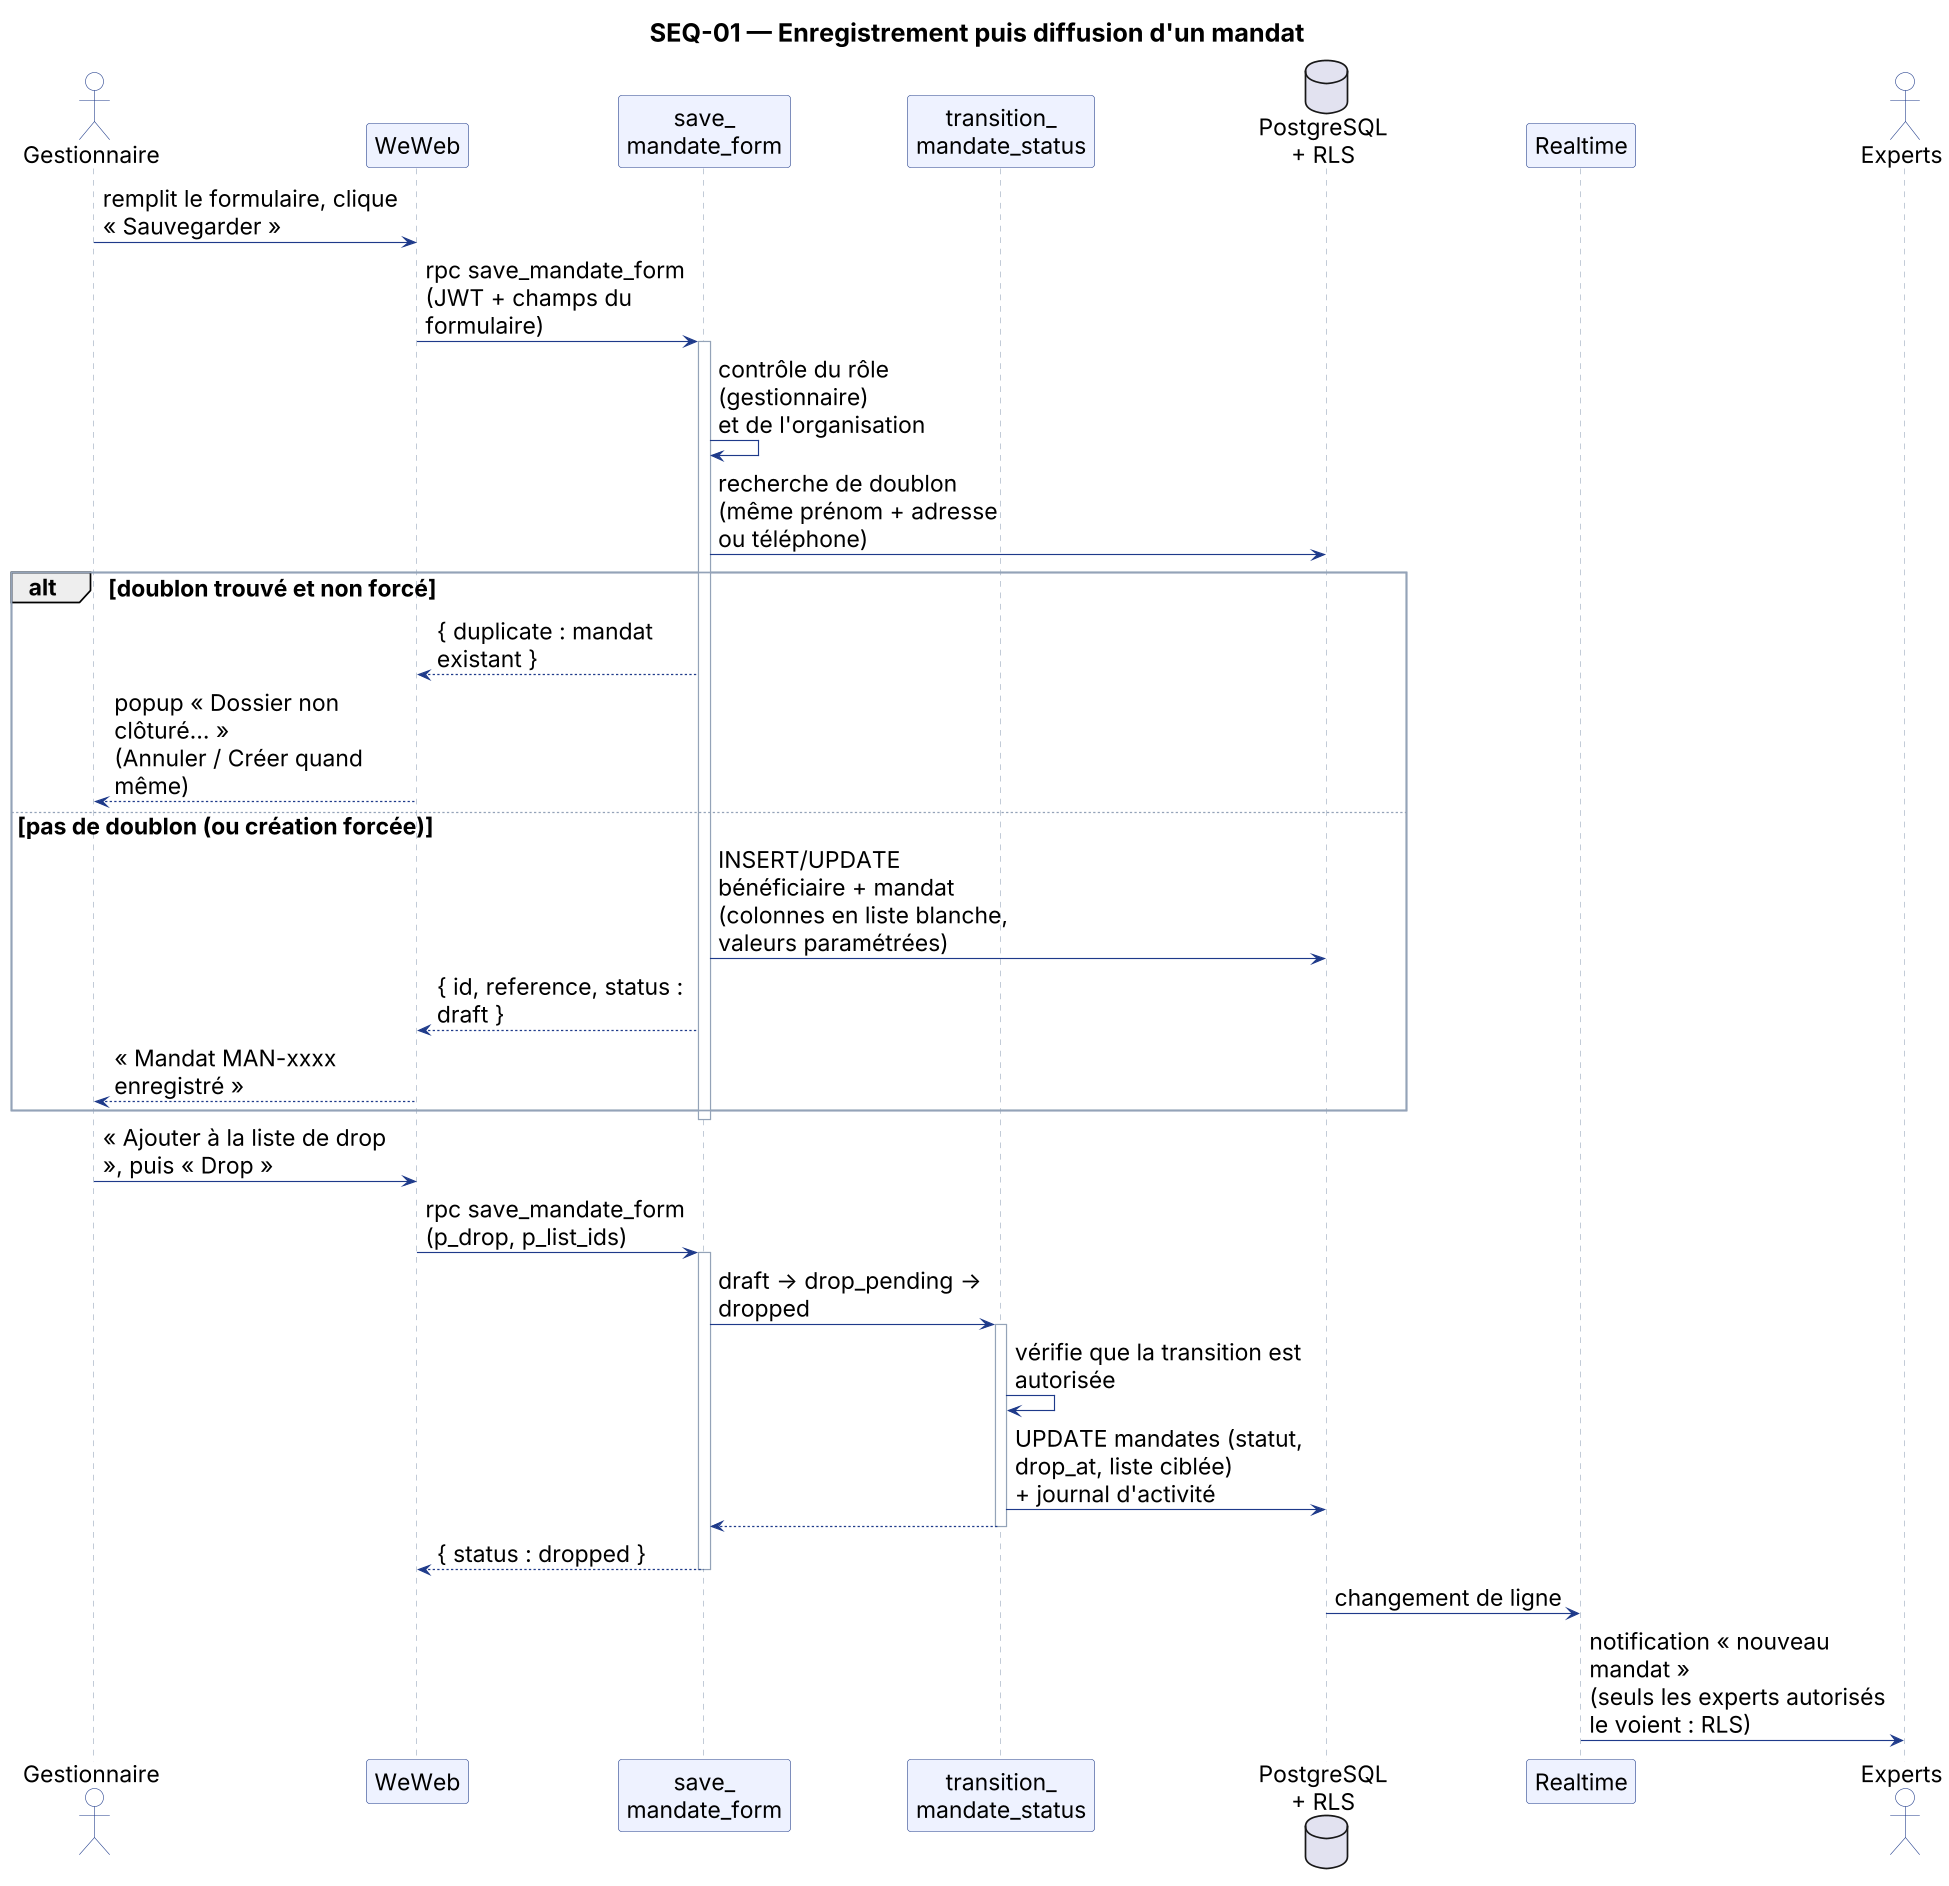 SEQ-01 — Enregistrement puis diffusion d'un mandat
Gestionnaire
WeWeb
save_
mandate_form
transition_
mandate_status
PostgreSQL
+ RLS
Realtime
Experts
remplit le formulaire, clique
« Sauvegarder »
rpc save_mandate_form
(JWT + champs du
formulaire)
contrôle du rôle
(gestionnaire)
et de l'organisation
recherche de doublon
(même prénom + adresse
ou téléphone)
alt
[doublon trouvé et non forcé]
{ duplicate : mandat
existant }
popup « Dossier non
clôturé... »
(Annuler / Créer quand
même)
[pas de doublon (ou création forcée)]
INSERT/UPDATE
bénéficiaire + mandat
(colonnes en liste blanche,
valeurs paramétrées)
{ id, reference, status :
draft }
« Mandat MAN-xxxx
enregistré »
« Ajouter à la liste de drop
», puis « Drop »
rpc save_mandate_form
(p_drop, p_list_ids)
draft → drop_pending →
dropped
vérifie que la transition est
autorisée
UPDATE mandates (statut,
drop_at, liste ciblée)
+ journal d'activité
{ status : dropped }
changement de ligne
notification « nouveau
mandat »
(seuls les experts autorisés
le voient : RLS)
Gestionnaire
WeWeb
save_
mandate_form
transition_
mandate_status
PostgreSQL
+ RLS
Realtime
Experts